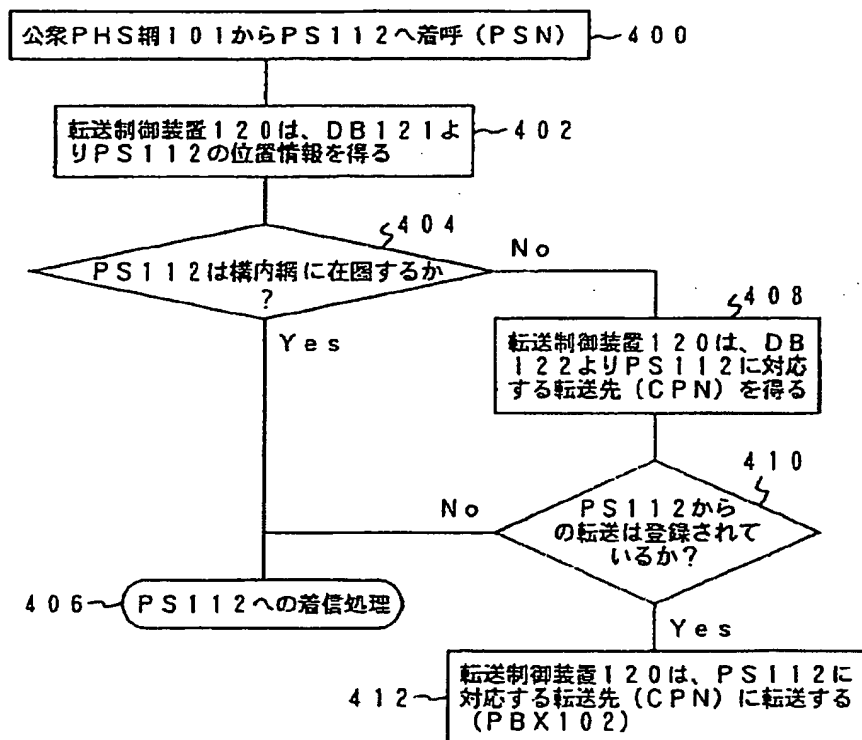 公衆PHS網101からPS112へ着呼(PSN)
400
転送制御装置120は、DB121よ
りPS112の位置情報を得る
402
404
PS112は構内網に在圏するか
?
No
Yes
408
転送制御装置120は、DB
122よりPS112に対応
する転送先(CPN)を得る
410
PS112から
の転送は登録されて
いるか?
No
406
PS112への着信処理
Yes
412
転送制御装置120は、PS112に
対応する転送先(CPN)に転送する
(PBX102)